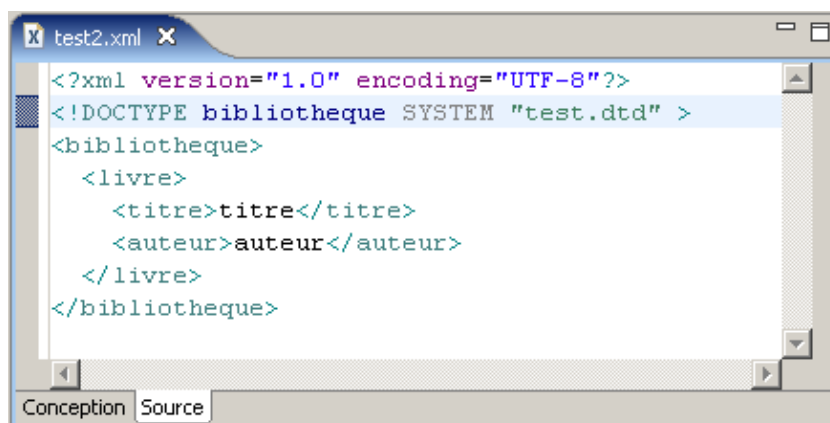 test2.xml
<?xml version="1.0" encoding="UTF-8"?>
<!DOCTYPE bibliotheque SYSTEM "test.dtd" >
<bibliotheque>
  <livre>
    <titre>titre</titre>
    <auteur>auteur</auteur>
  </livre>
</bibliotheque>
Conception Source